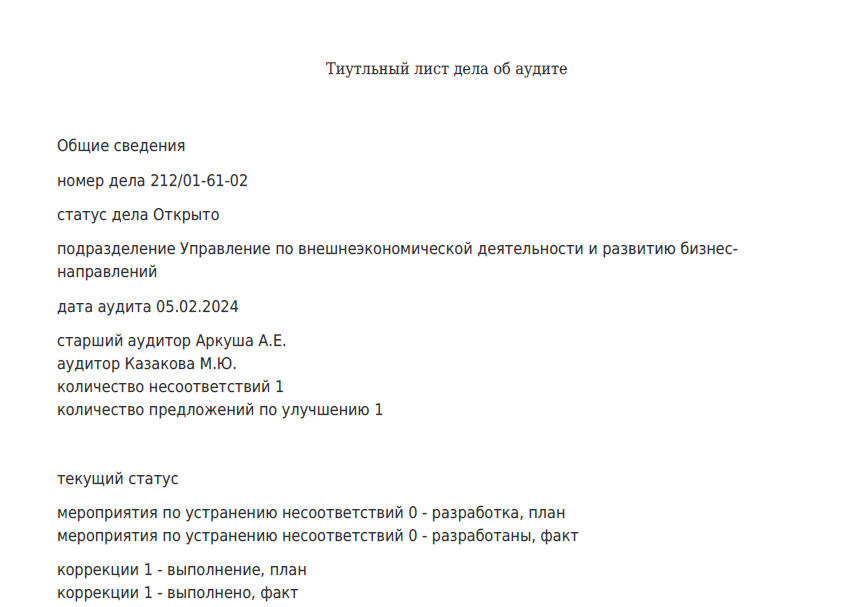 Тиутльный лист дела об аудите
Общие сведения
номер дела 212/01-61-02
статус дела Открыто
подразделение Управление по внешнеэкономической деятельности и развитию бизнес-
направлений
дата аудита 05.02.2024
старший аудитор Аркуша А.Е.
аудитор Казакова М.Ю.
количество несоответствий 1
количество предложений по улучшению 1
текущий статус
мероприятия по устранению несоответствий 0 - разработка, план
мероприятия по устранению несоответствий 0 - разработаны, факт
коррекции 1 - выполнение, план
коррекции 1 - выполнено, факт